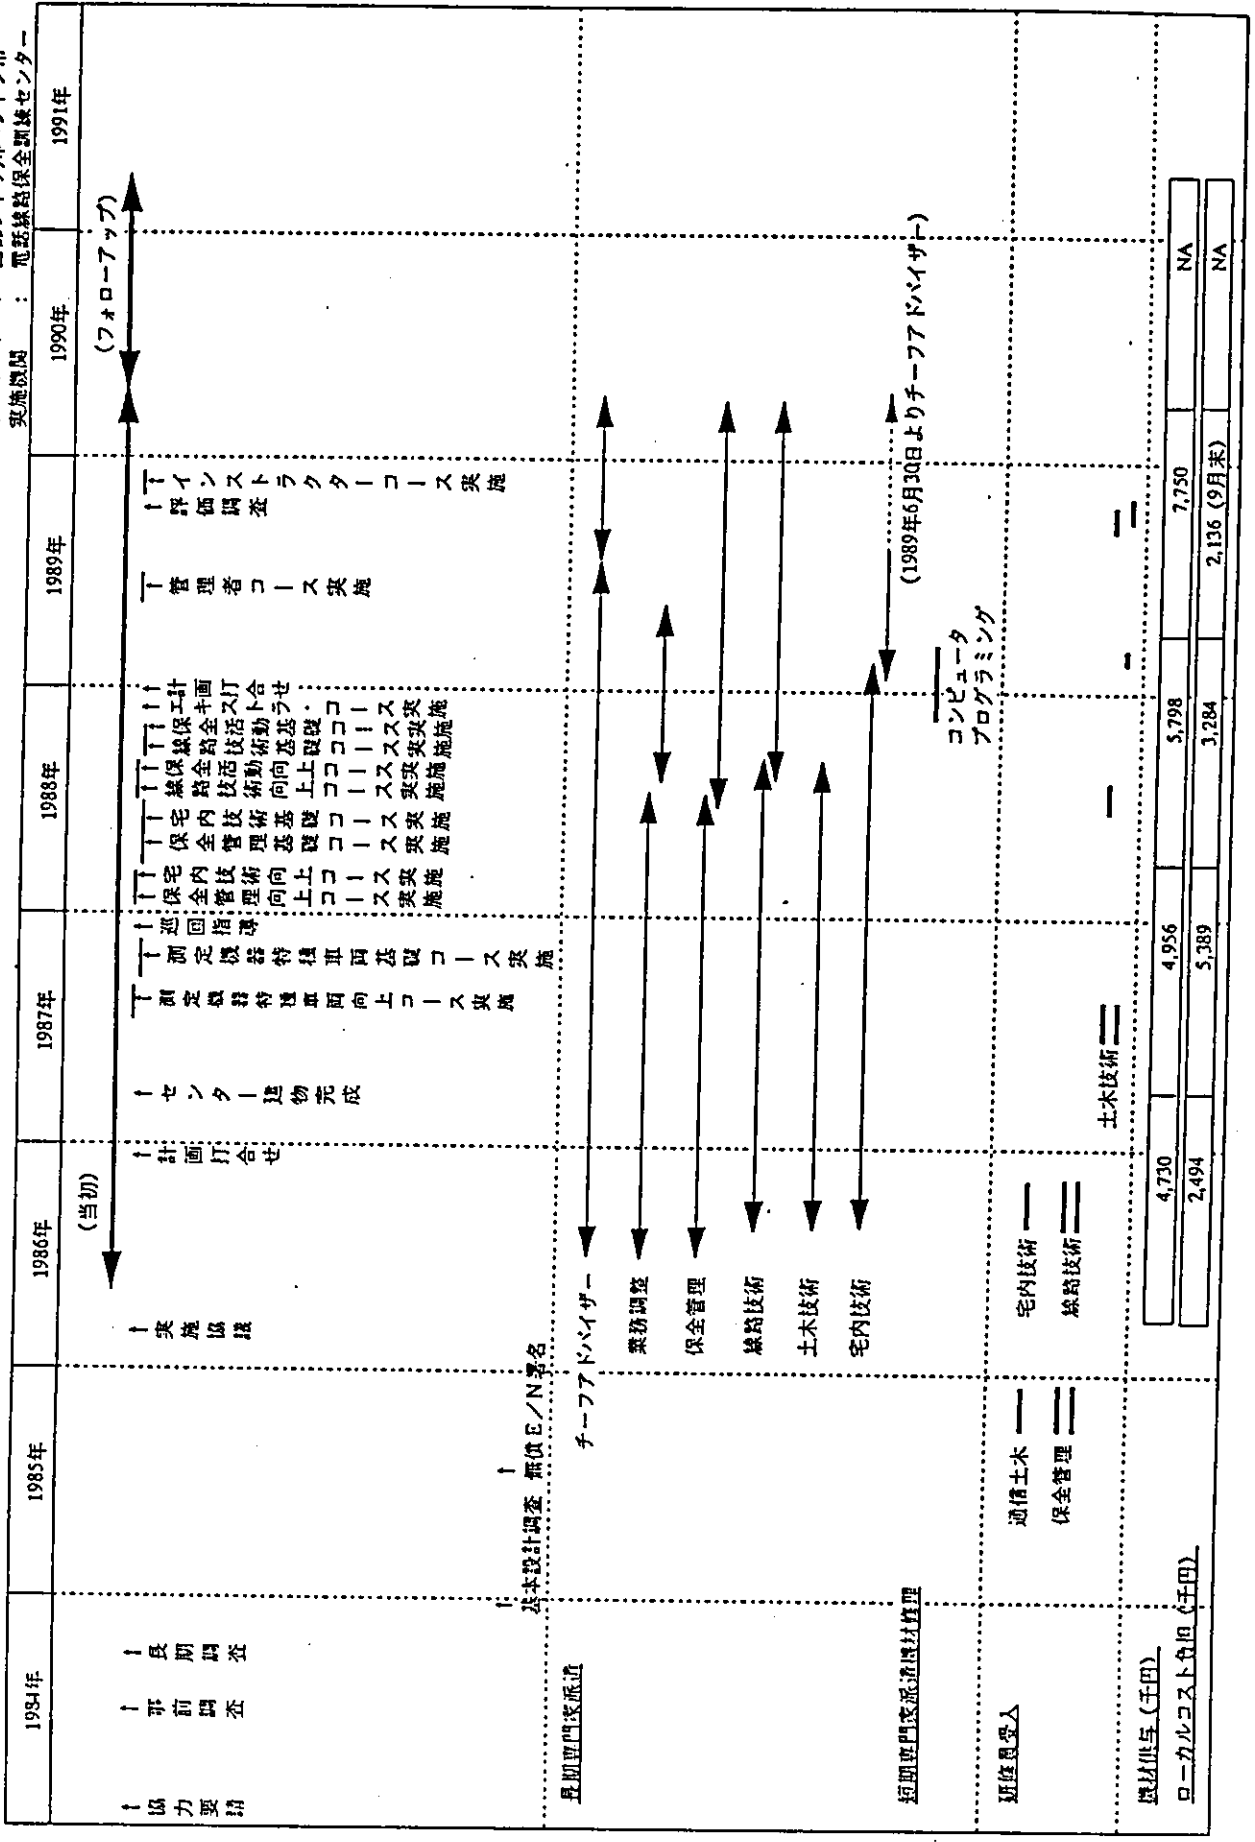 実施機関 : 電話線路保全訓練センター
1984年
1985年
1986年
1987年
1988年
1989年
1990年
1991年
(当初)
(フォローアップ)
↑協力要請
↑事前調査
↑長期調査
↑基本設計調査
↑無償E/N署名
↑実施協議
↑計画打合せ
↑センター建物完成
↑測定機器特種車両向上コース実施
↑測定機器特種車両基礎コース実施
↑巡回指導
↑保全管理向上コース実施
↑宅内技術向上コース実施
↑保全管理基礎コース実施
↑宅内技術基礎コース実施
↑線路技術向上コース実施
↑保全活動向上コース実施
↑線路技術基礎コース実施
↑保全活動基礎コース実施
↑計画打合せ
↑管理者コース実施
↑評価調査
↑インストラクターコース実施
長期専門家派遣
チーフアドバイザー
業務調整
保全管理
線路技術
土木技術
宅内技術
(1989年6月30日よりチーフアドバイザー)
短期専門家派遣機材修理
コンピュータ
プログラミング
研修員受入
通信土木
保全管理
宅内技術
線路技術
土木技術
機材供与(千円)
4,730
4,956
5,798
7,750
NA
ローカルコスト負担(千円)
2,494
5,389
3,284
2,136 (9月末)
NA